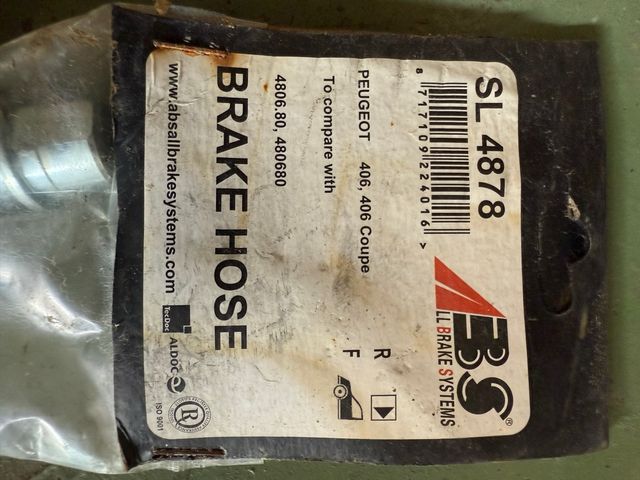 SL 4878
8 717109 224016 >
ABS®
ALL BRAKE SYSTEMS
PEUGEOT 406, 406 Coupe
R
F
To compare with
4806.80, 480680
BRAKE HOSE
www.absallbrakesystems.com
TecDoc
ALDOC
R
ISO 9001